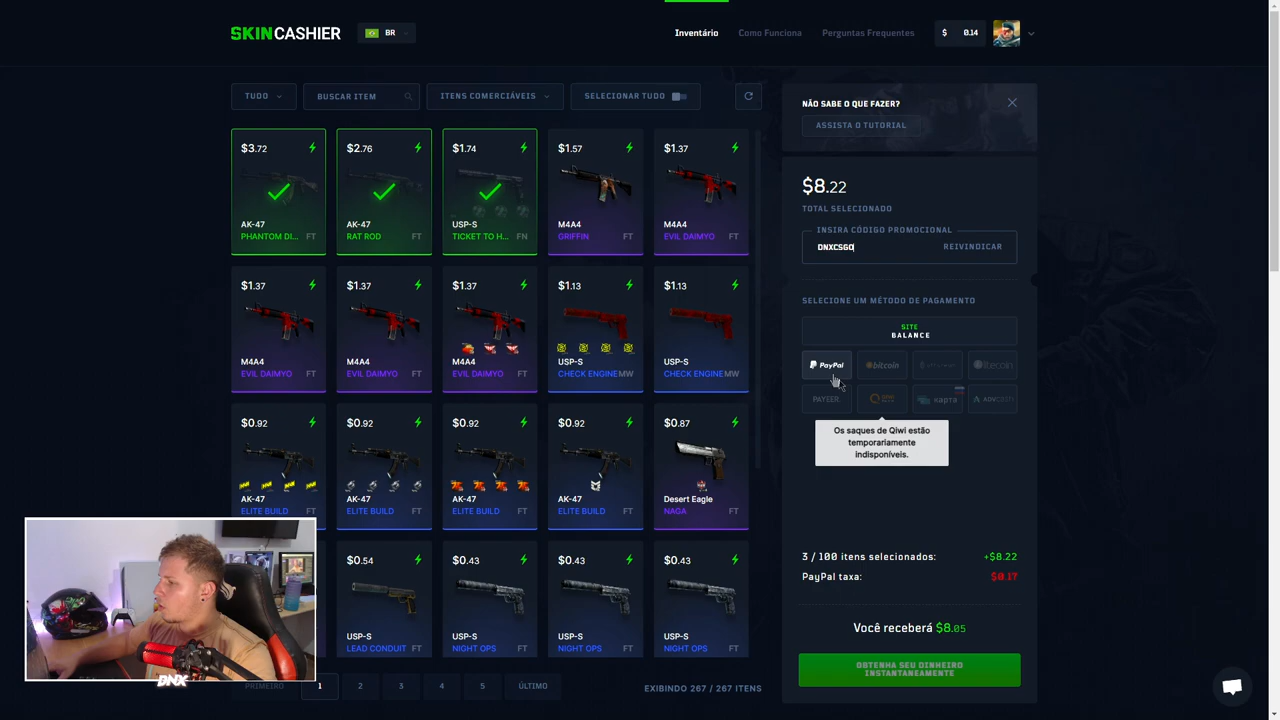 SKINCASHIER
BR
Inventário
Como Funciona
Perguntas Frequentes
$ 0.14
TUDO
BUSCAR ITEM
ITENS COMERCIÁVEIS
SELECIONAR TUDO
$3.72
AK-47
PHANTOM DI... FT
$2.76
AK-47
RAT ROD FT
$1.74
USP-S
TICKET TO H... FN
$1.57
M4A4
GRIFFIN FT
$1.37
M4A4
EVIL DAIMYO FT
$1.37
M4A4
EVIL DAIMYO FT
$1.37
M4A4
EVIL DAIMYO FT
$1.37
M4A4
EVIL DAIMYO FT
$1.13
USP-S
CHECK ENGINE MW
$1.13
USP-S
CHECK ENGINE MW
$0.92
AK-47
ELITE BUILD FT
$0.92
AK-47
ELITE BUILD FT
$0.92
AK-47
ELITE BUILD FT
$0.92
AK-47
ELITE BUILD FT
$0.87
Desert Eagle
NAGA FT
$0.54
USP-S
LEAD CONDUIT FT
$0.43
USP-S
NIGHT OPS FT
$0.43
USP-S
NIGHT OPS FT
$0.43
USP-S
NIGHT OPS FT
PRIMEIRO 1 2 3 4 5 ÚLTIMO
EXIBINDO 267 / 267 ITENS
NÃO SABE O QUE FAZER?
ASSISTA O TUTORIAL
$8.22
TOTAL SELECIONADO
INSIRA CÓDIGO PROMOCIONAL
DNXCSGO
REIVINDICAR
SELECIONE UM MÉTODO DE PAGAMENTO
SITE
BALANCE
PayPal
bitcoin
litecoin
PAYEER
карта
ADVCASH
Os saques de Qiwi estão
temporariamente
indisponíveis.
3 / 100 itens selecionados: +$8.22
PayPal taxa: $0.17
Você receberá $8.05
OBTENHA SEU DINHEIRO
INSTANTANEAMENTE
DNX